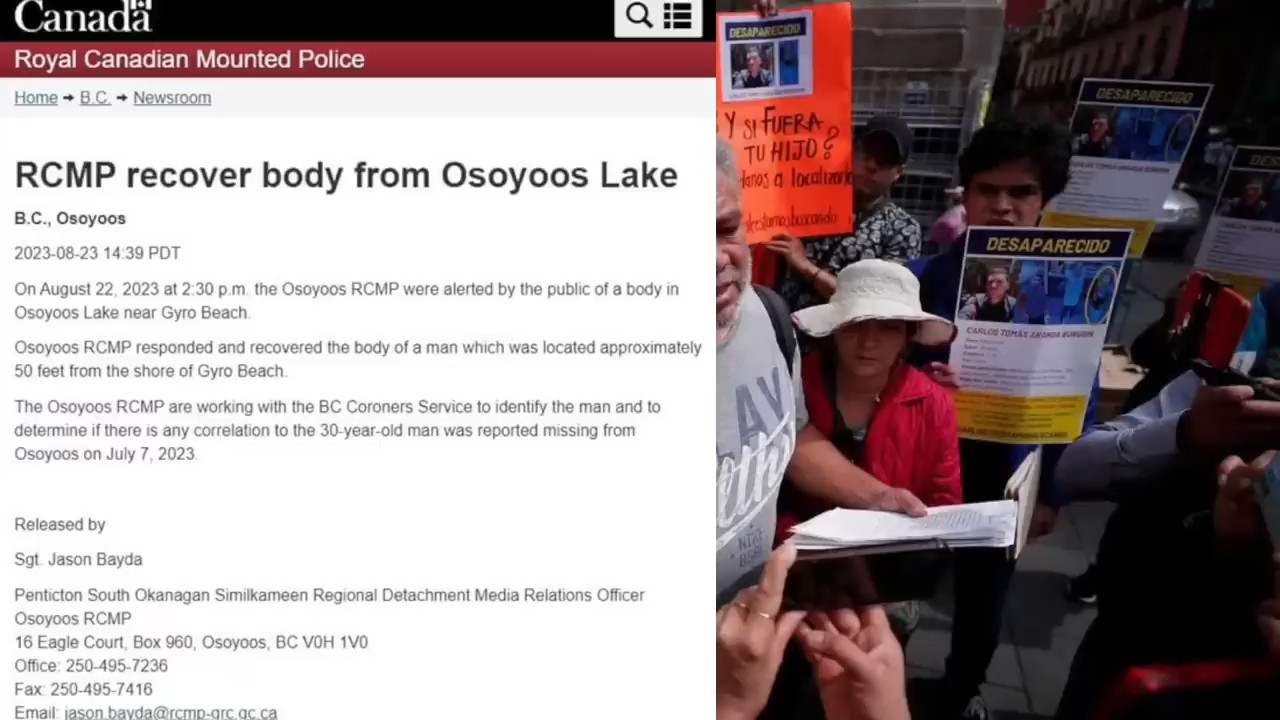 Canada
Royal Canadian Mounted Police
Home → B.C. → Newsroom
RCMP recover body from Osoyoos Lake
B.C., Osoyoos
2023-08-23 14:39 PDT
On August 22, 2023 at 2:30 p.m. the Osoyoos RCMP were alerted by the public of a body in
Osoyoos Lake near Gyro Beach.
Osoyoos RCMP responded and recovered the body of a man which was located approximately
50 feet from the shore of Gyro Beach.
The Osoyoos RCMP are working with the BC Coroners Service to identify the man and to
determine if there is any correlation to the 30-year-old man was reported missing from
Osoyoos on July 7, 2023.
Released by
Sgt. Jason Bayda
Penticton South Okanagan Similkameen Regional Detachment Media Relations Officer
Osoyoos RCMP
16 Eagle Court, Box 960, Osoyoos, BC V0H 1V0
Office: 250-495-7236
Fax: 250-495-7416
Email: jason.bayda@rcmp-grc.gc.ca
DESAPARECIDO
Y SI FUERA
TU HIJO?
a localizarlo
DESAPARECIDO
DESAPARECIDO
CARLOS TOMÁS ARANDA
DESAPARECIDO
CARLOS TOMÁS